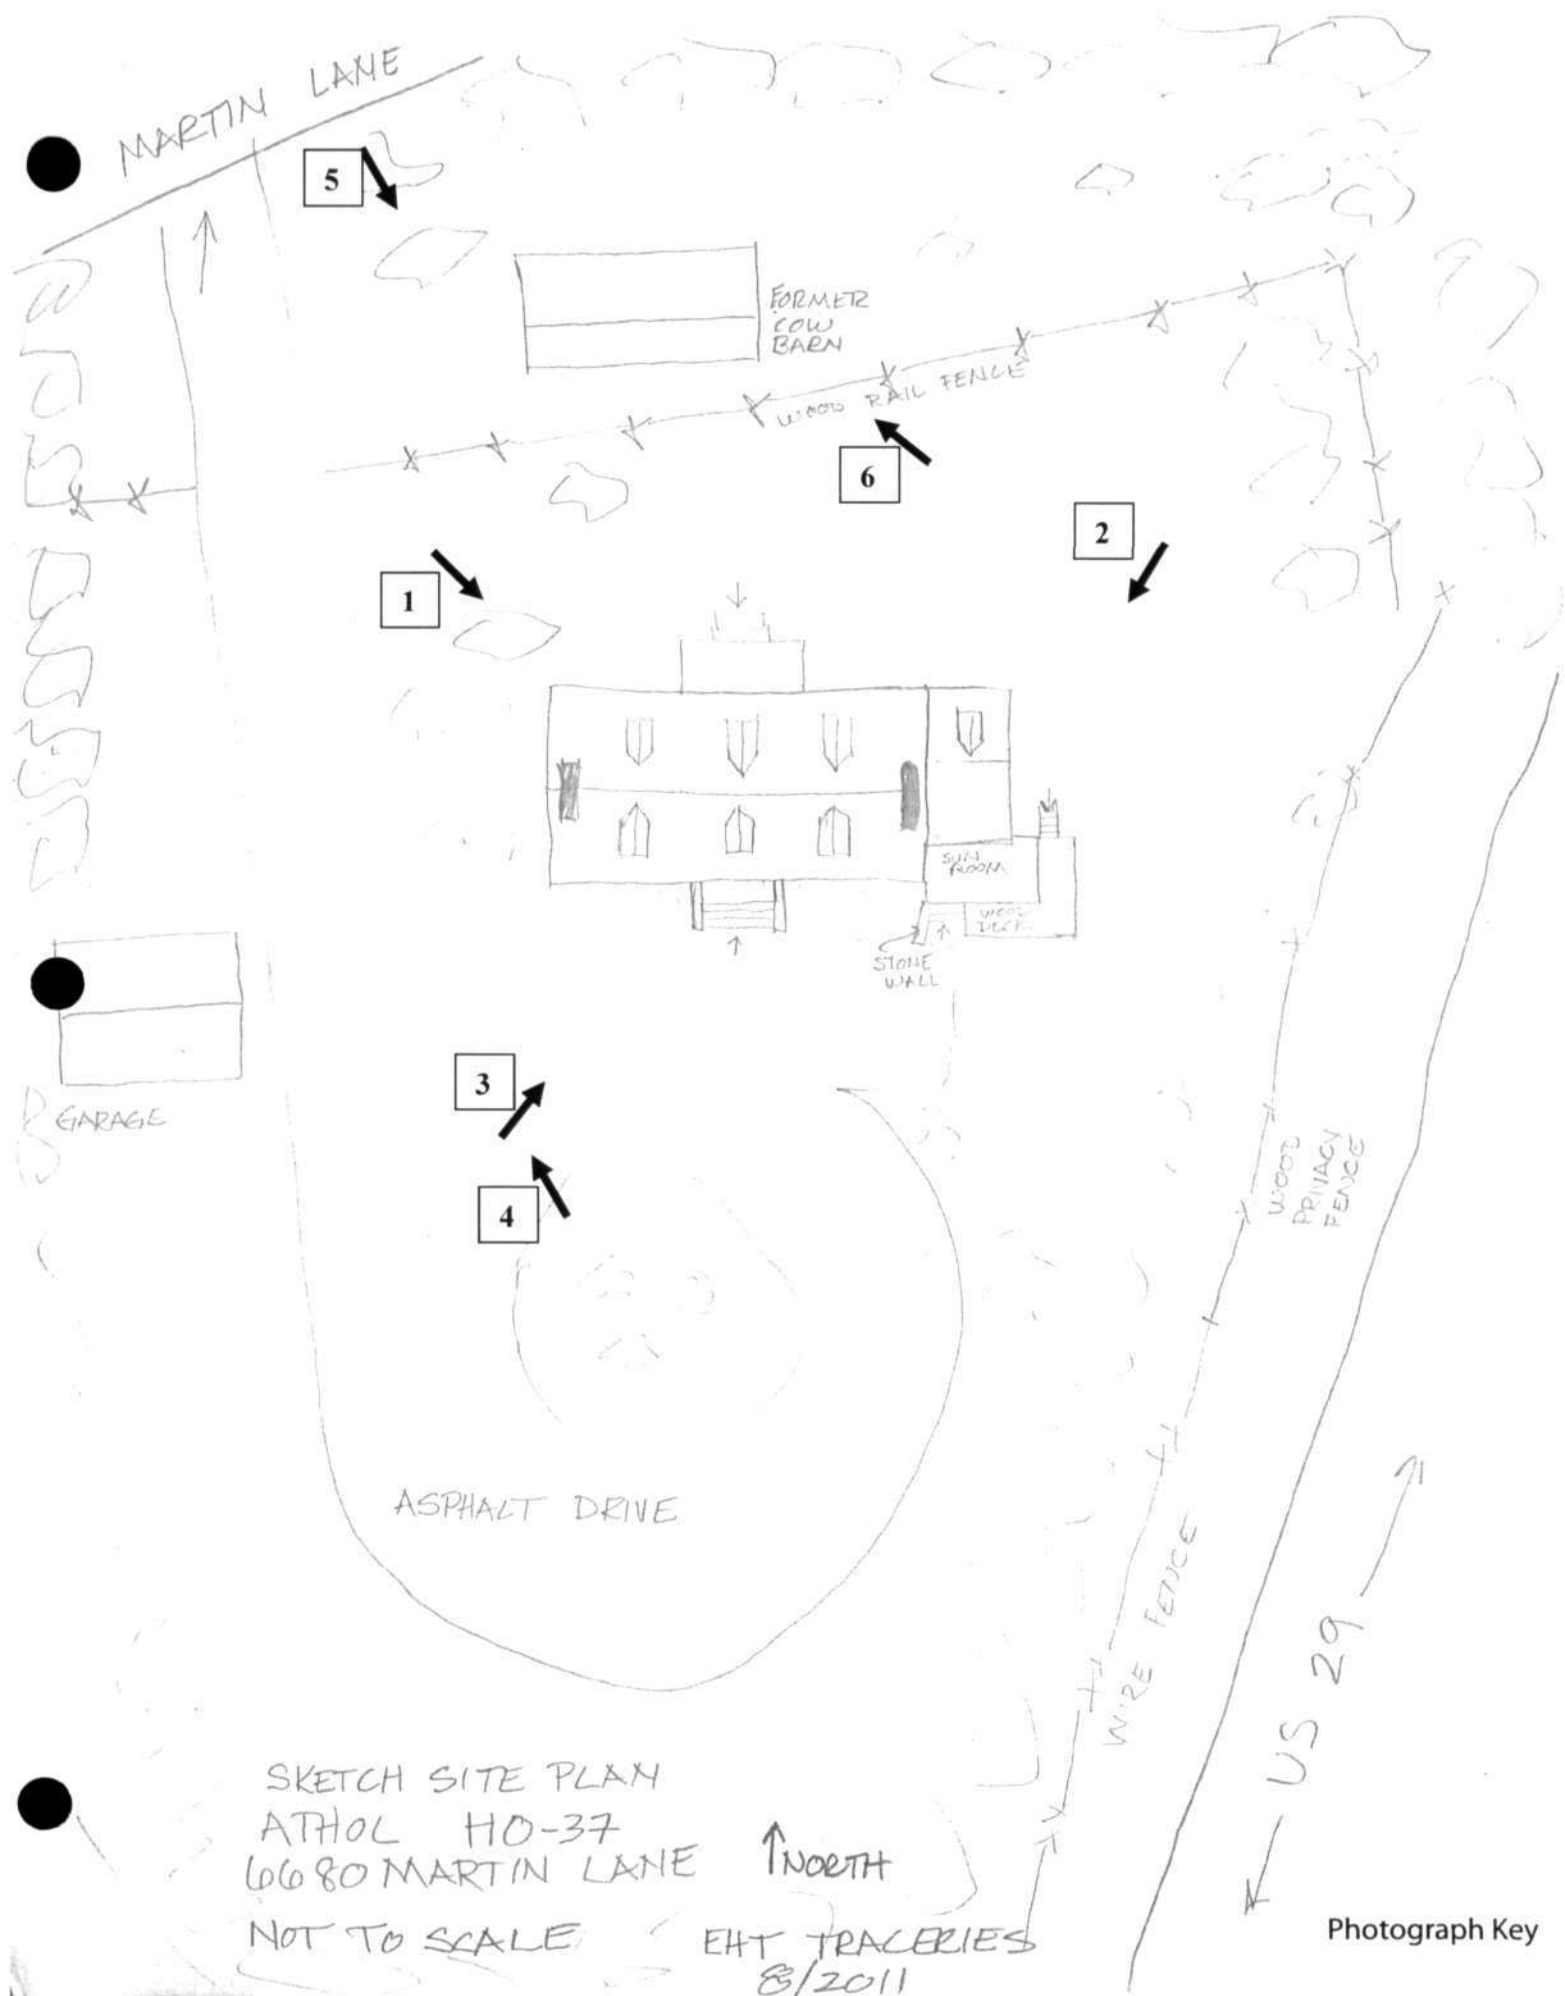 MARTIN LANE
5
FORMER
COW
BARN
WOOD RAIL FENCE
6
2
1
SUN
ROOM
WOOD
DECK
STONE
WALL
3
GARAGE
4
WOOD
PRIVACY
FENCE
ASPHALT DRIVE
WIRE FENCE
US 29
SKETCH SITE PLAN
ATHOL HO-37
6680 MARTIN LANE
NORTH
NOT TO SCALE
EHT TRACERIES
8/2011
Photograph Key